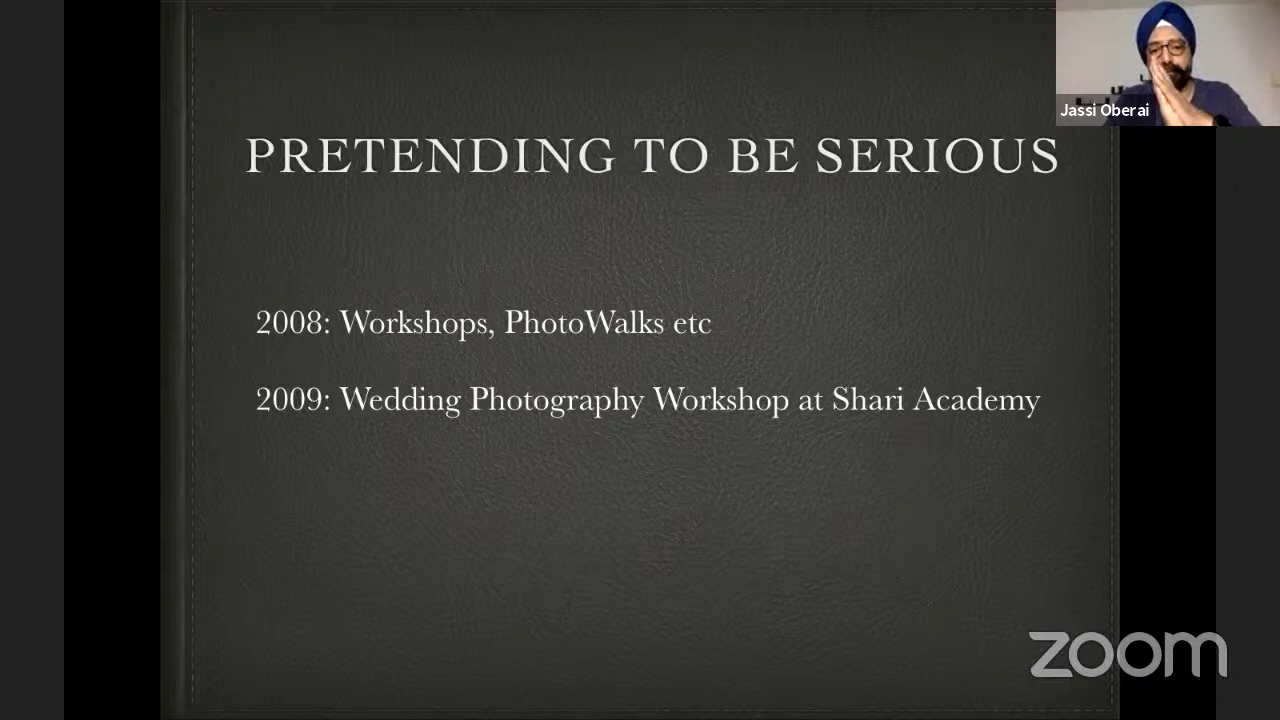 Jassi Oberai
PRETENDING TO BE SERIOUS
2008: Workshops, PhotoWalks etc
2009: Wedding Photography Workshop at Shari Academy
zoom